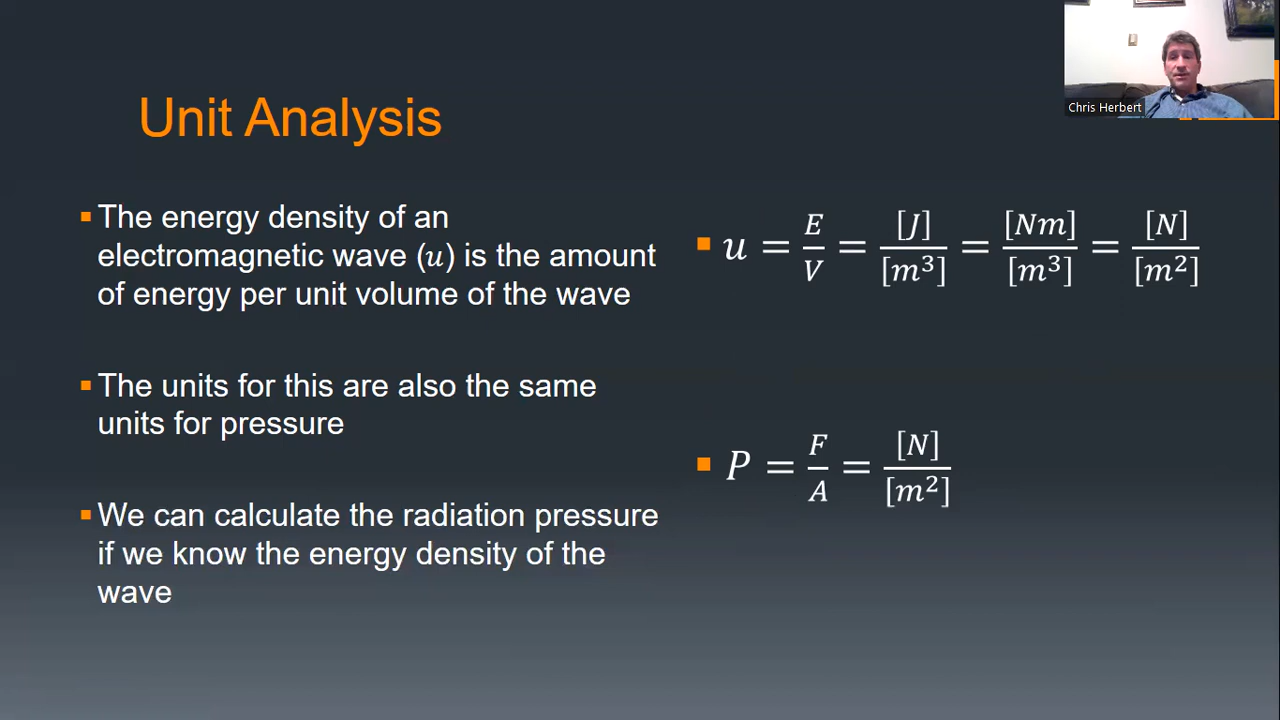 Chris Herbert
Unit Analysis
▪ The energy density of an
electromagnetic wave (𝑢) is the amount
of energy per unit volume of the wave
▪ The units for this are also the same
units for pressure
▪ We can calculate the radiation pressure
if we know the energy density of the
wave
▪ 𝑢 = E/V = [J]/[m³] = [Nm]/[m³] = [N]/[m²]
▪ P = F/A = [N]/[m²]